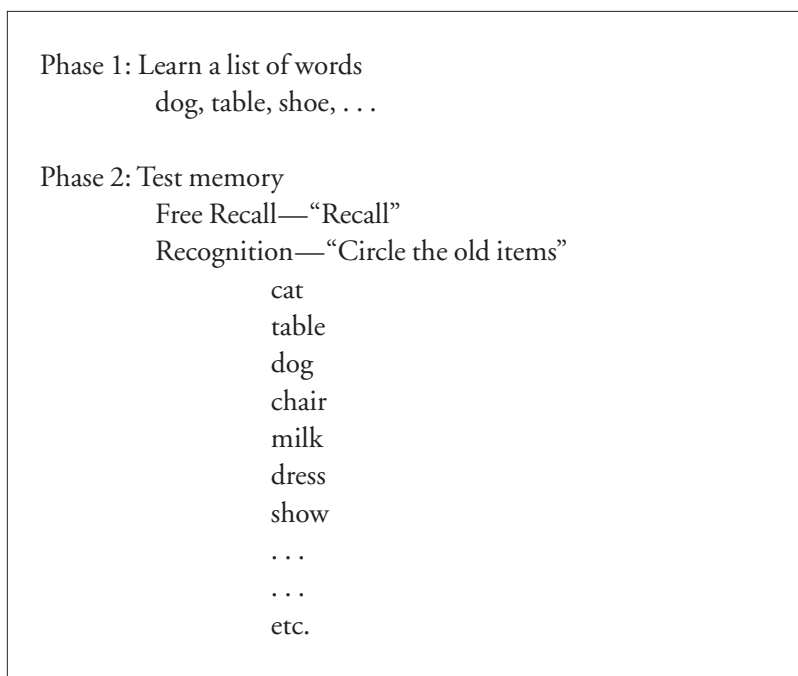 Phase 1: Learn a list of words
dog, table, shoe, . . .
Phase 2: Test memory
Free Recall—“Recall”
Recognition—“Circle the old items”
cat
table
dog
chair
milk
dress
show
. . .
. . .
etc.